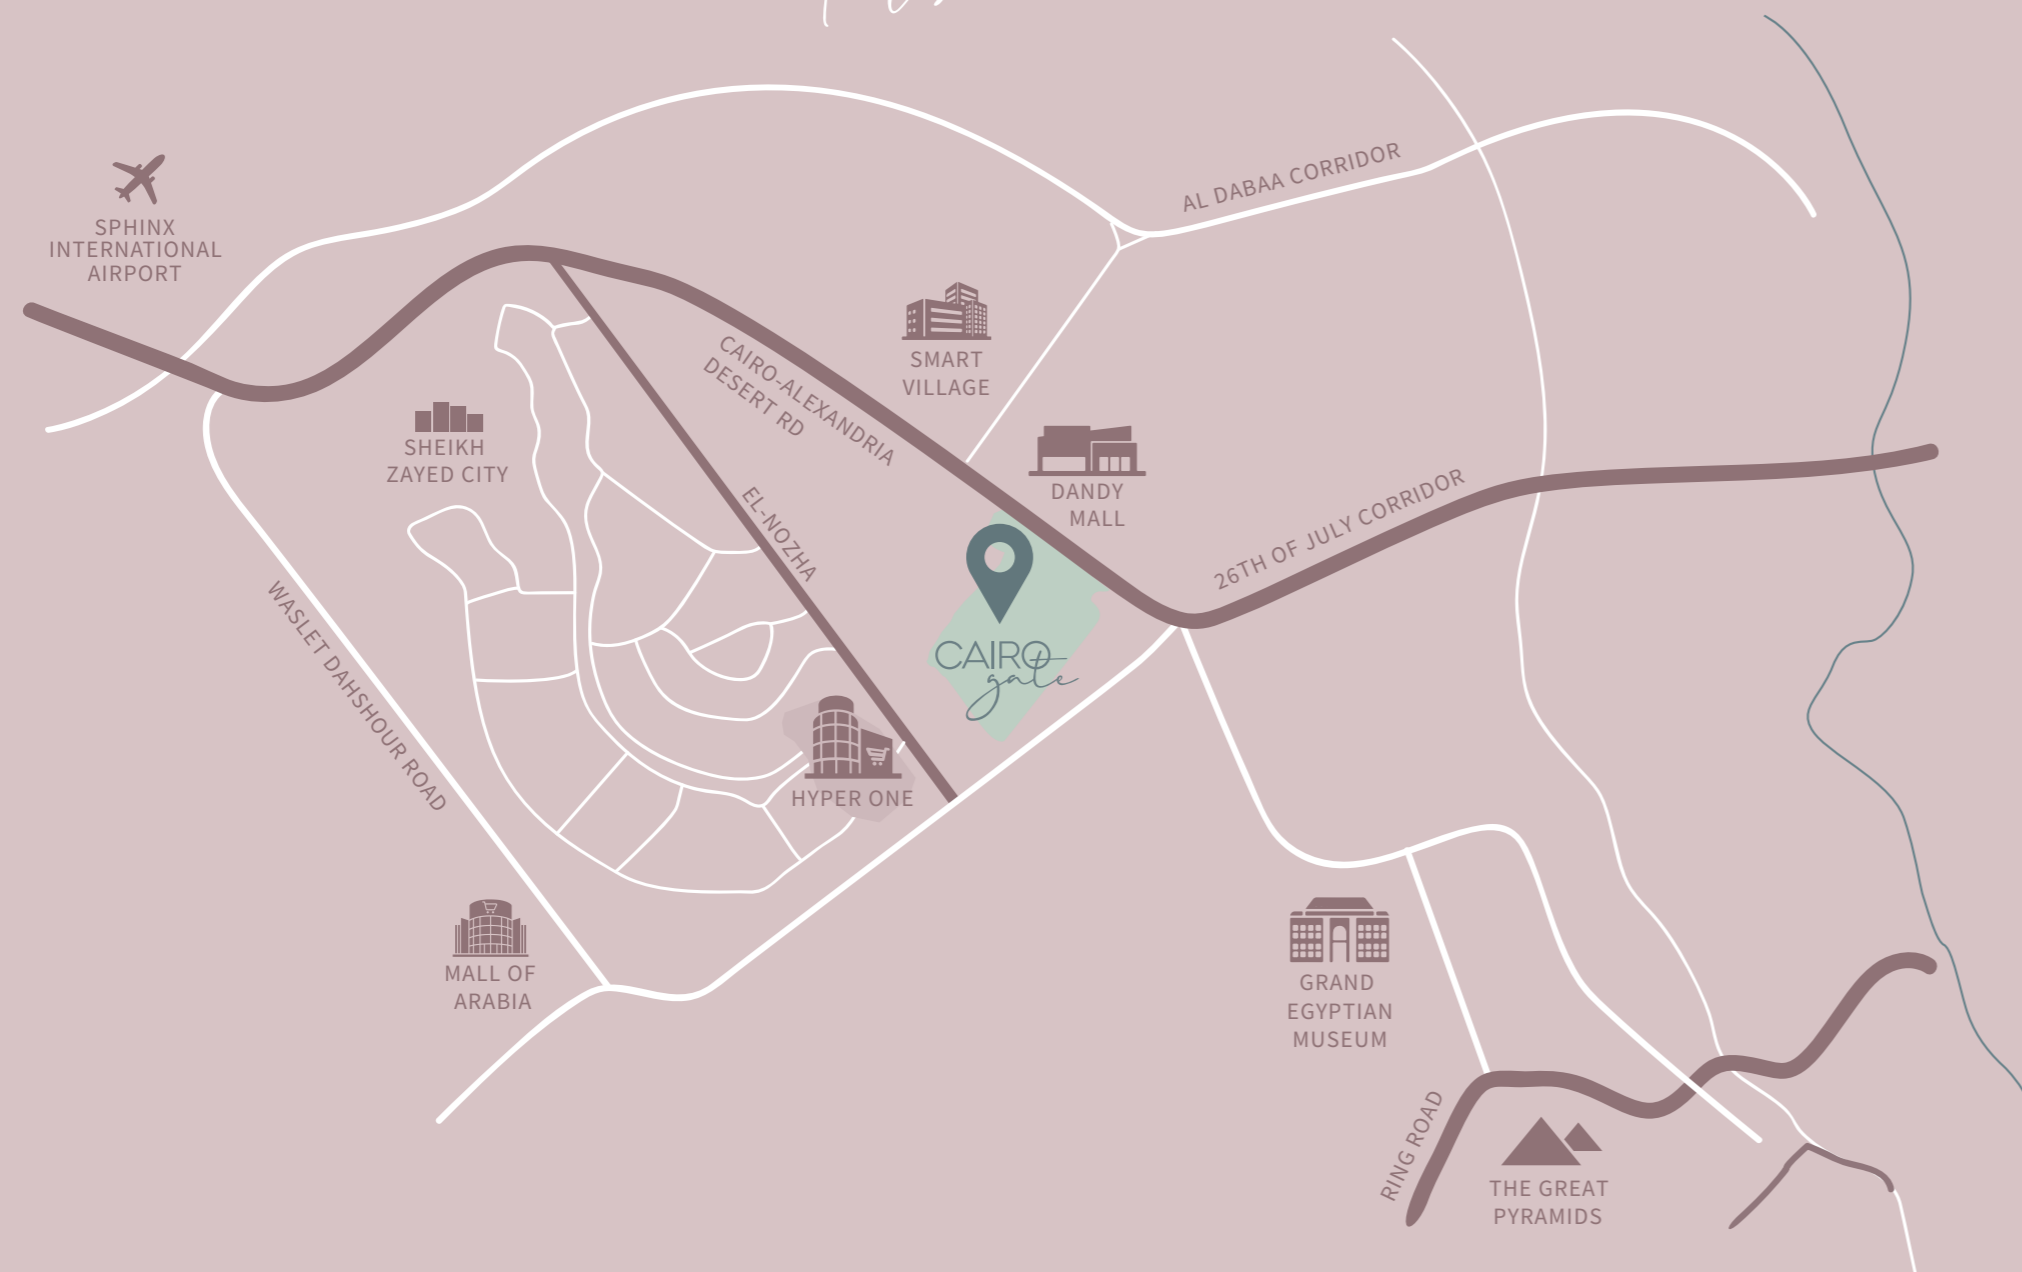 AL DABAA CORRIDOR
SPHINX
INTERNATIONAL
AIRPORT
SMART
VILLAGE
CAIRO-ALEXANDRIA
DESERT RD
SHEIKH
ZAYED CITY
DANDY
MALL
EL-NOZHA
26TH OF JULY CORRIDOR
WASLET DAHSHOUR ROAD
CAIRO
gate
HYPER ONE
MALL OF
ARABIA
GRAND
EGYPTIAN
MUSEUM
RING ROAD
THE GREAT
PYRAMIDS